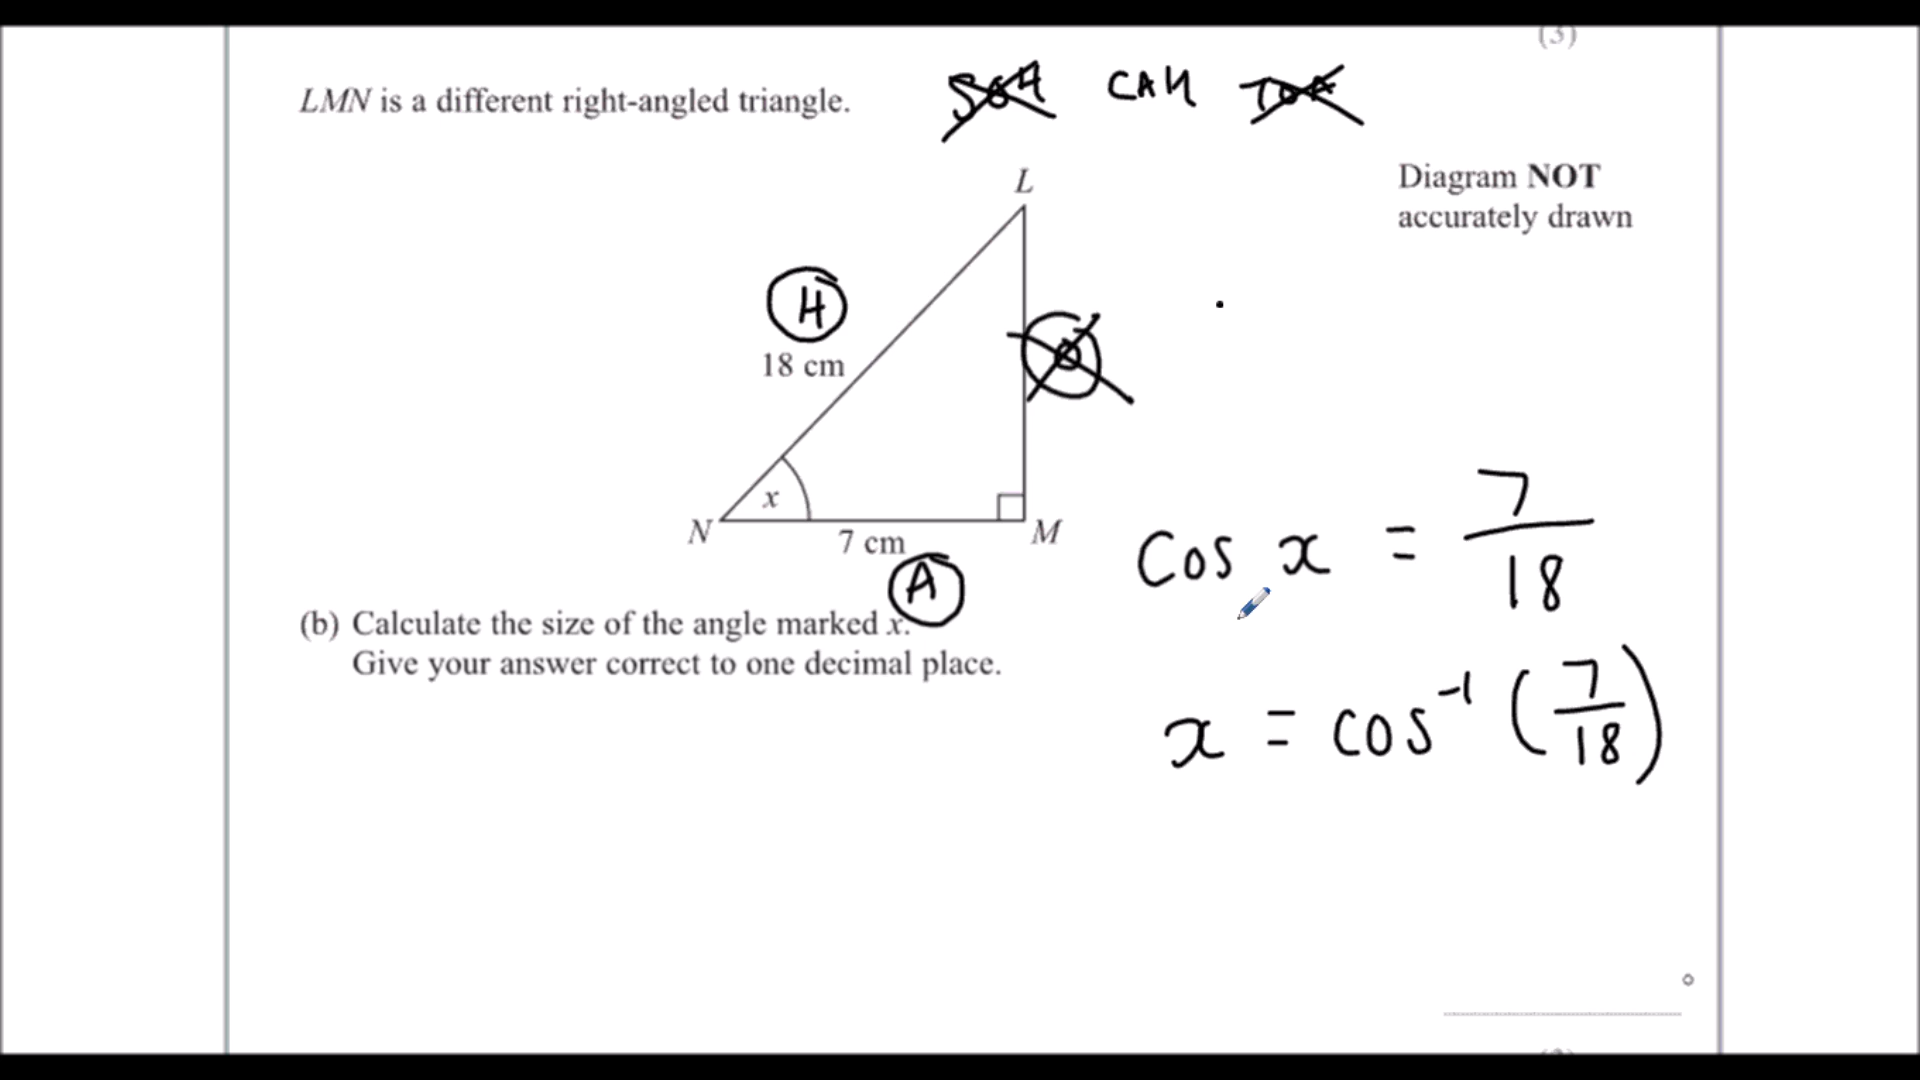 (3)
LMN is a different right-angled triangle.
SOH CAH TOA
Diagram NOT
accurately drawn
L
H
18 cm
O
x
N
7 cm
M
A
cos x = 7/18
(b) Calculate the size of the angle marked x.
Give your answer correct to one decimal place.
x = cos⁻¹ (7/18)
°